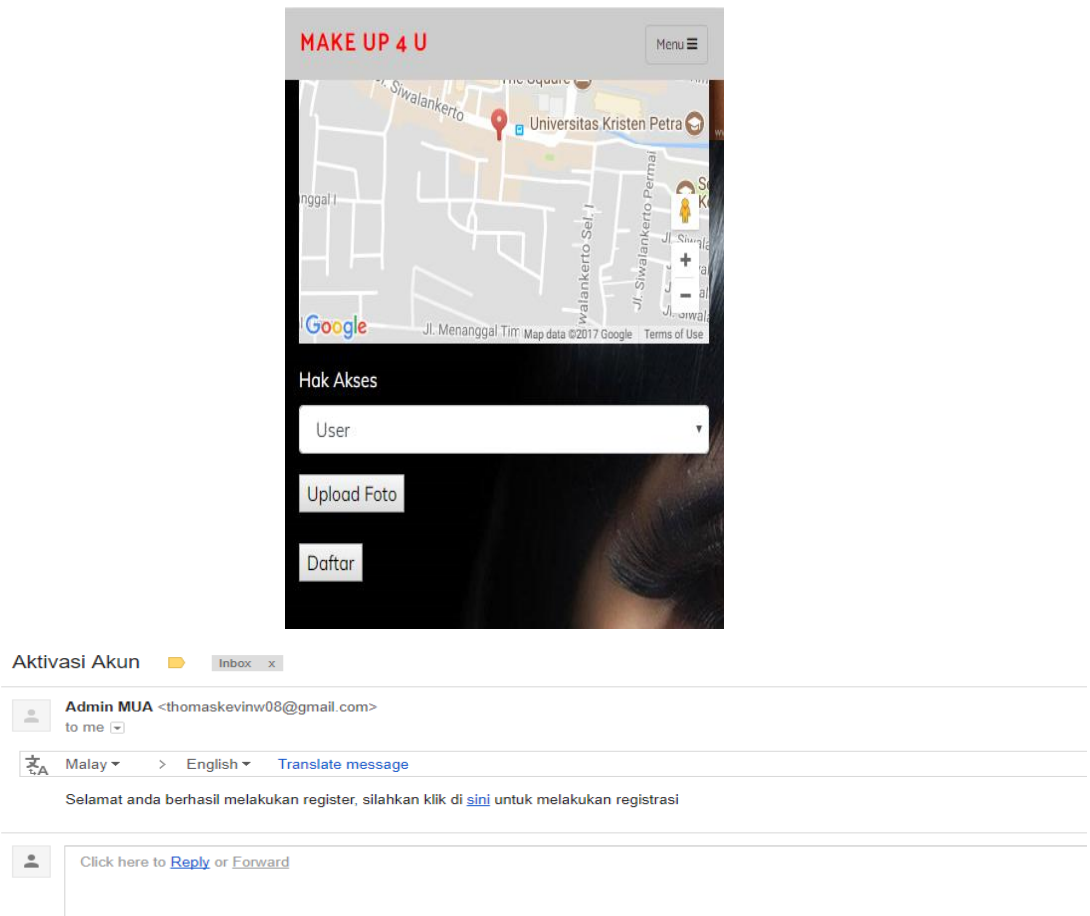 MAKE UP 4 U
Menu
Jl. Siwalankerto
Universitas Kristen Petra
nggal I
Jl. Siwalankerto Permai
walankerto Sel. I
+
−
Google
Jl. Menanggal Tim
Map data ©2017 Google
Terms of Use
Hak Akses
User
Upload Foto
Daftar
Aktivasi Akun
Inbox x
Admin MUA <thomaskevinw08@gmail.com>
to me
Malay > English Translate message
Selamat anda berhasil melakukan register, silahkan klik di sini untuk melakukan registrasi
Click here to Reply or Forward